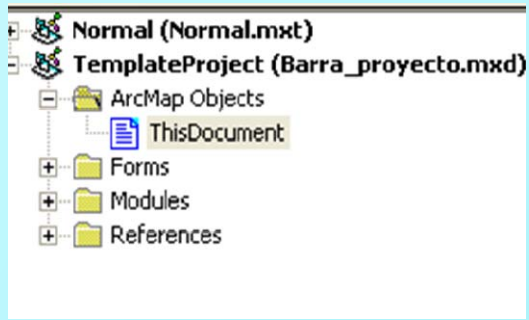 Normal (Normal.mxt)
TemplateProject (Barra_proyecto.mxd)
ArcMap Objects
ThisDocument
Forms
Modules
References